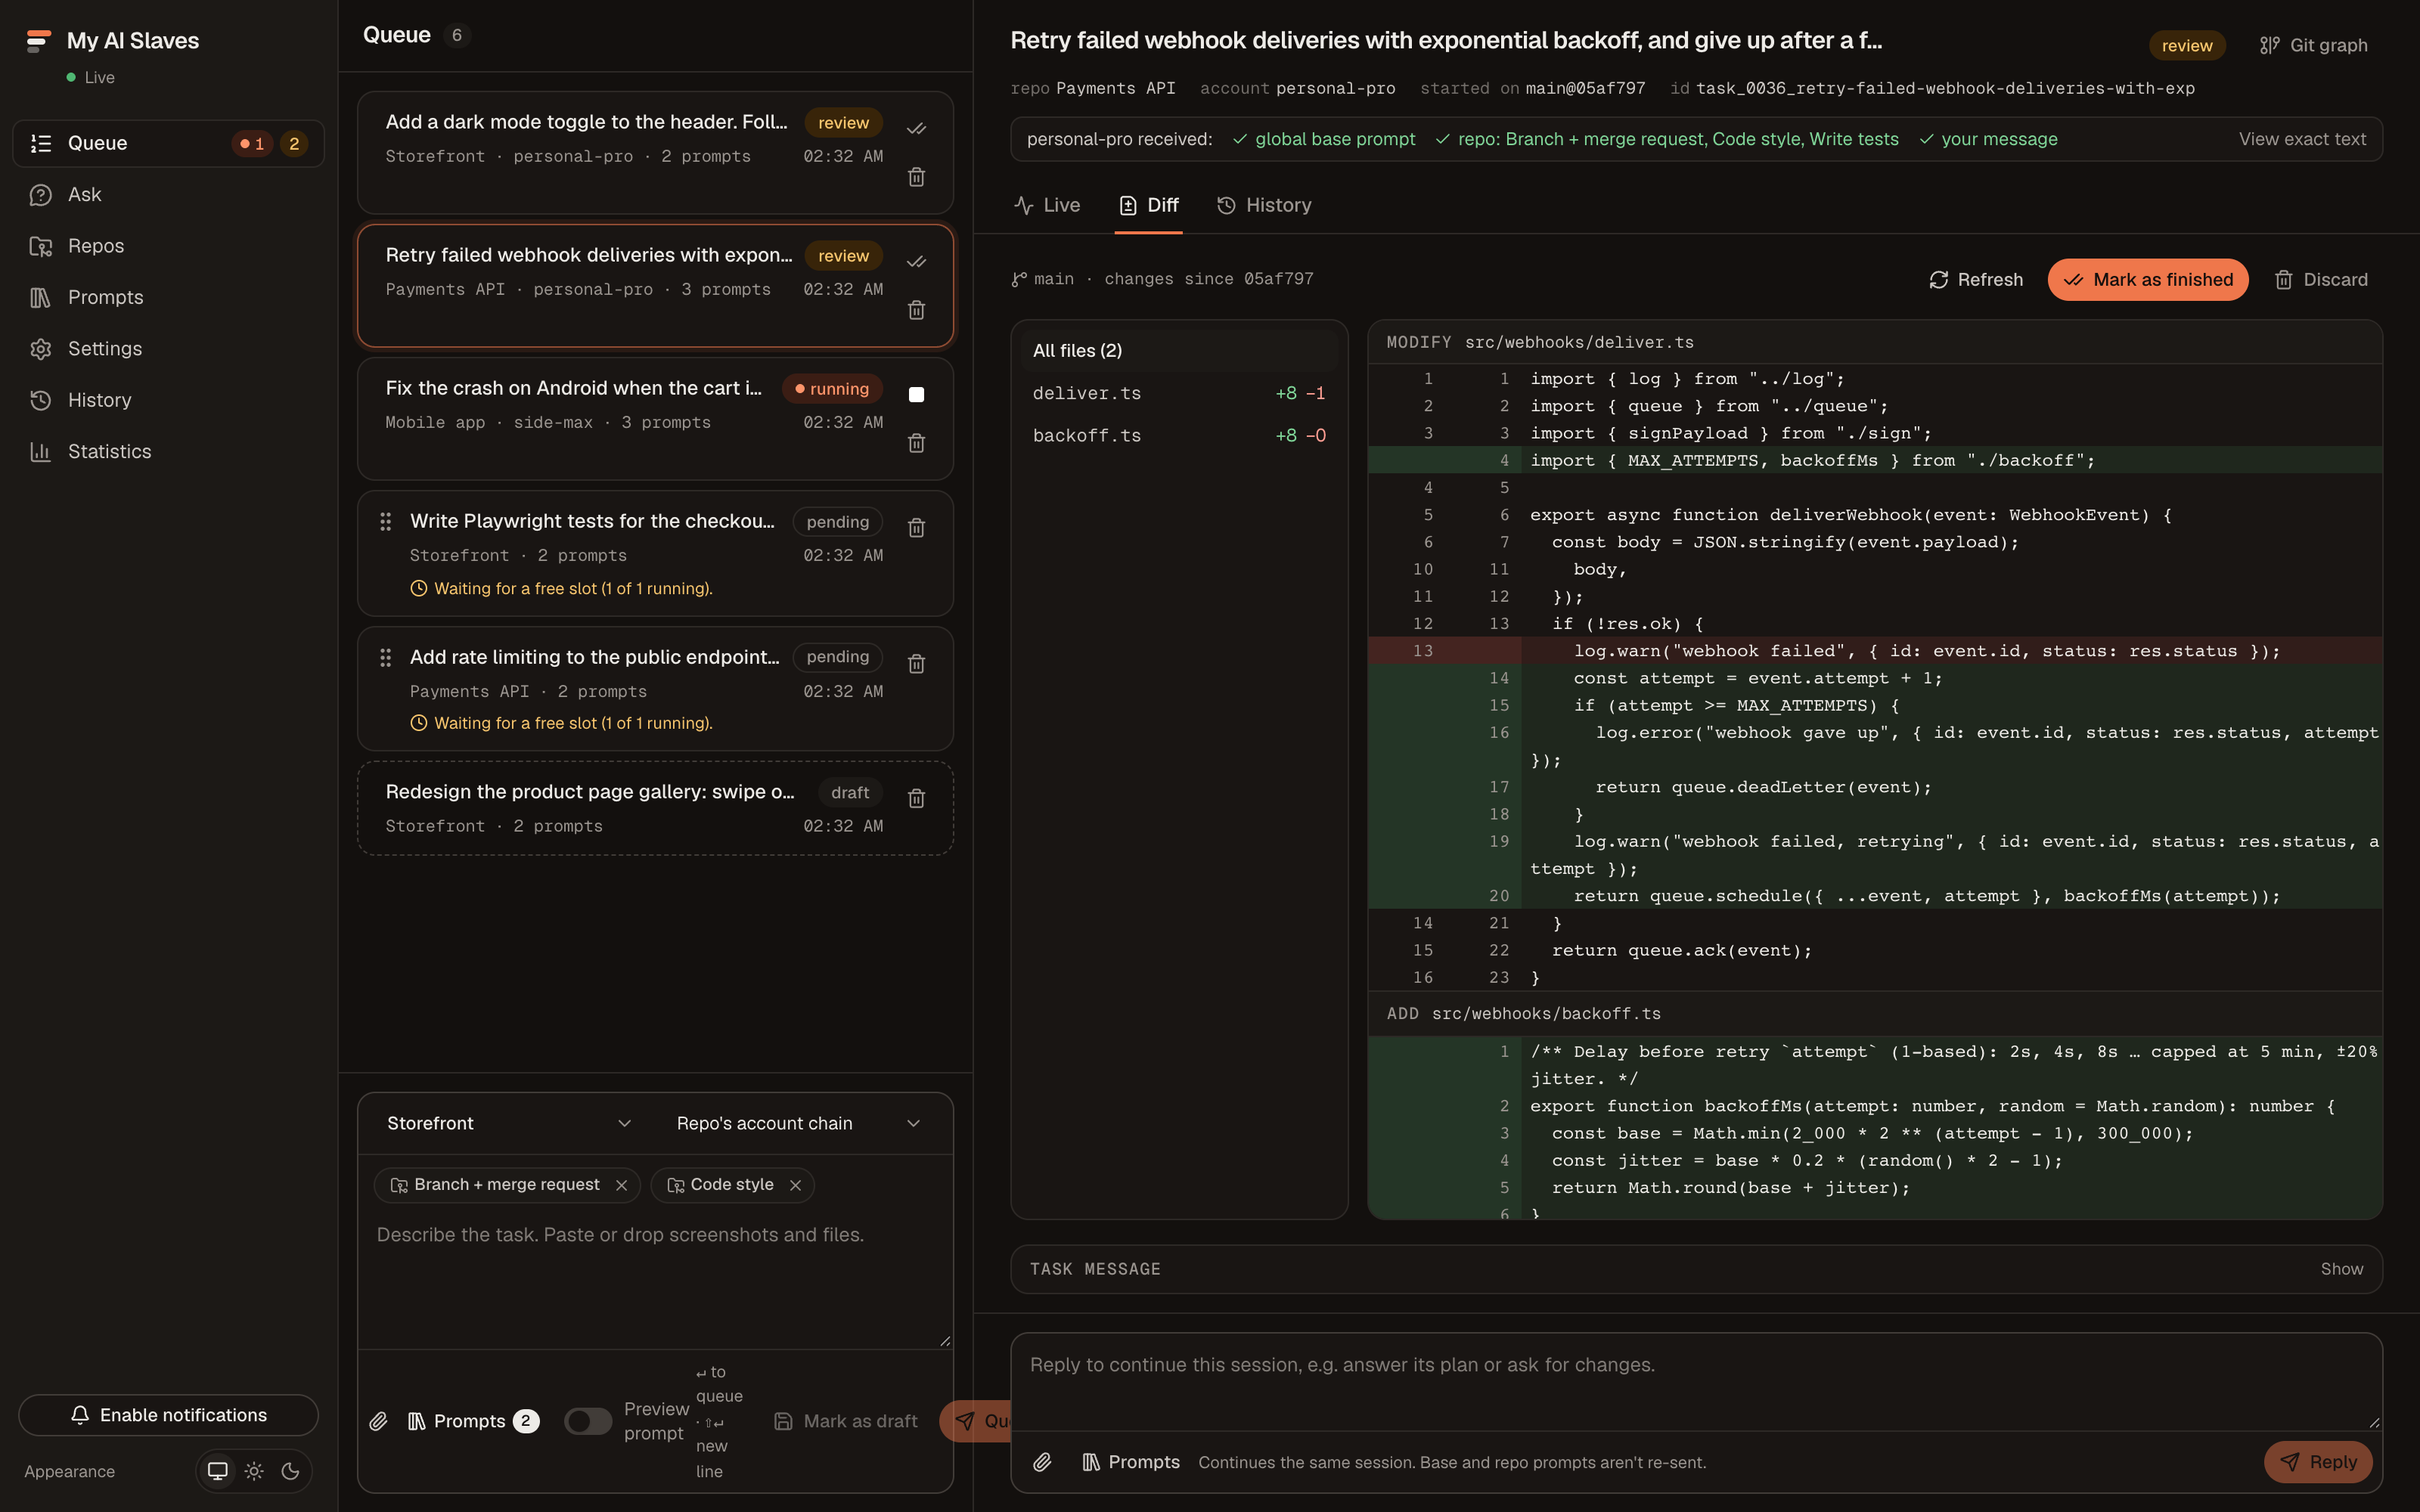 My AI Slaves
Live
Queue 1 2
Ask
Repos
Prompts
Settings
History
Statistics
Enable notifications
Appearance
Queue 6
Add a dark mode toggle to the header. Foll... review
Storefront · personal-pro · 2 prompts 02:32 AM
Retry failed webhook deliveries with expon... review
Payments API · personal-pro · 3 prompts 02:32 AM
Fix the crash on Android when the cart i... running
Mobile app · side-max · 3 prompts 02:32 AM
Write Playwright tests for the checkou... pending
Storefront · 2 prompts 02:32 AM
Waiting for a free slot (1 of 1 running).
Add rate limiting to the public endpoint... pending
Payments API · 2 prompts 02:32 AM
Waiting for a free slot (1 of 1 running).
Redesign the product page gallery: swipe o... draft
Storefront · 2 prompts 02:32 AM
Storefront Repo's account chain
Branch + merge request Code style
Describe the task. Paste or drop screenshots and files.
Prompts 2 Preview prompt ↵ to queue · ⇧↵ new line Mark as draft Qu
Retry failed webhook deliveries with exponential backoff, and give up after a f... review Git graph
repo Payments API account personal-pro started on main@05af797 id task_0036_retry-failed-webhook-deliveries-with-exp
personal-pro received: global base prompt repo: Branch + merge request, Code style, Write tests your message View exact text
Live Diff History
main · changes since 05af797 Refresh Mark as finished Discard
All files (2)
deliver.ts +8 −1
backoff.ts +8 −0
MODIFY src/webhooks/deliver.ts
1 1 import { log } from "../log";
2 2 import { queue } from "../queue";
3 3 import { signPayload } from "./sign";
4 import { MAX_ATTEMPTS, backoffMs } from "./backoff";
4 5
5 6 export async function deliverWebhook(event: WebhookEvent) {
6 7 const body = JSON.stringify(event.payload);
10 11 body,
11 12 });
12 13 if (!res.ok) {
13 log.warn("webhook failed", { id: event.id, status: res.status });
14 const attempt = event.attempt + 1;
15 if (attempt >= MAX_ATTEMPTS) {
16 log.error("webhook gave up", { id: event.id, status: res.status, attempt
});
17 return queue.deadLetter(event);
18 }
19 log.warn("webhook failed, retrying", { id: event.id, status: res.status, a
ttempt });
20 return queue.schedule({ ...event, attempt }, backoffMs(attempt));
14 21 }
15 22 return queue.ack(event);
16 23 }
ADD src/webhooks/backoff.ts
1 /** Delay before retry `attempt` (1-based): 2s, 4s, 8s … capped at 5 min, ±20%
jitter. */
2 export function backoffMs(attempt: number, random = Math.random): number {
3 const base = Math.min(2_000 * 2 ** (attempt - 1), 300_000);
4 const jitter = base * 0.2 * (random() * 2 - 1);
5 return Math.round(base + jitter);
6 }
TASK MESSAGE Show
Reply to continue this session, e.g. answer its plan or ask for changes.
Prompts Continues the same session. Base and repo prompts aren't re-sent. Reply